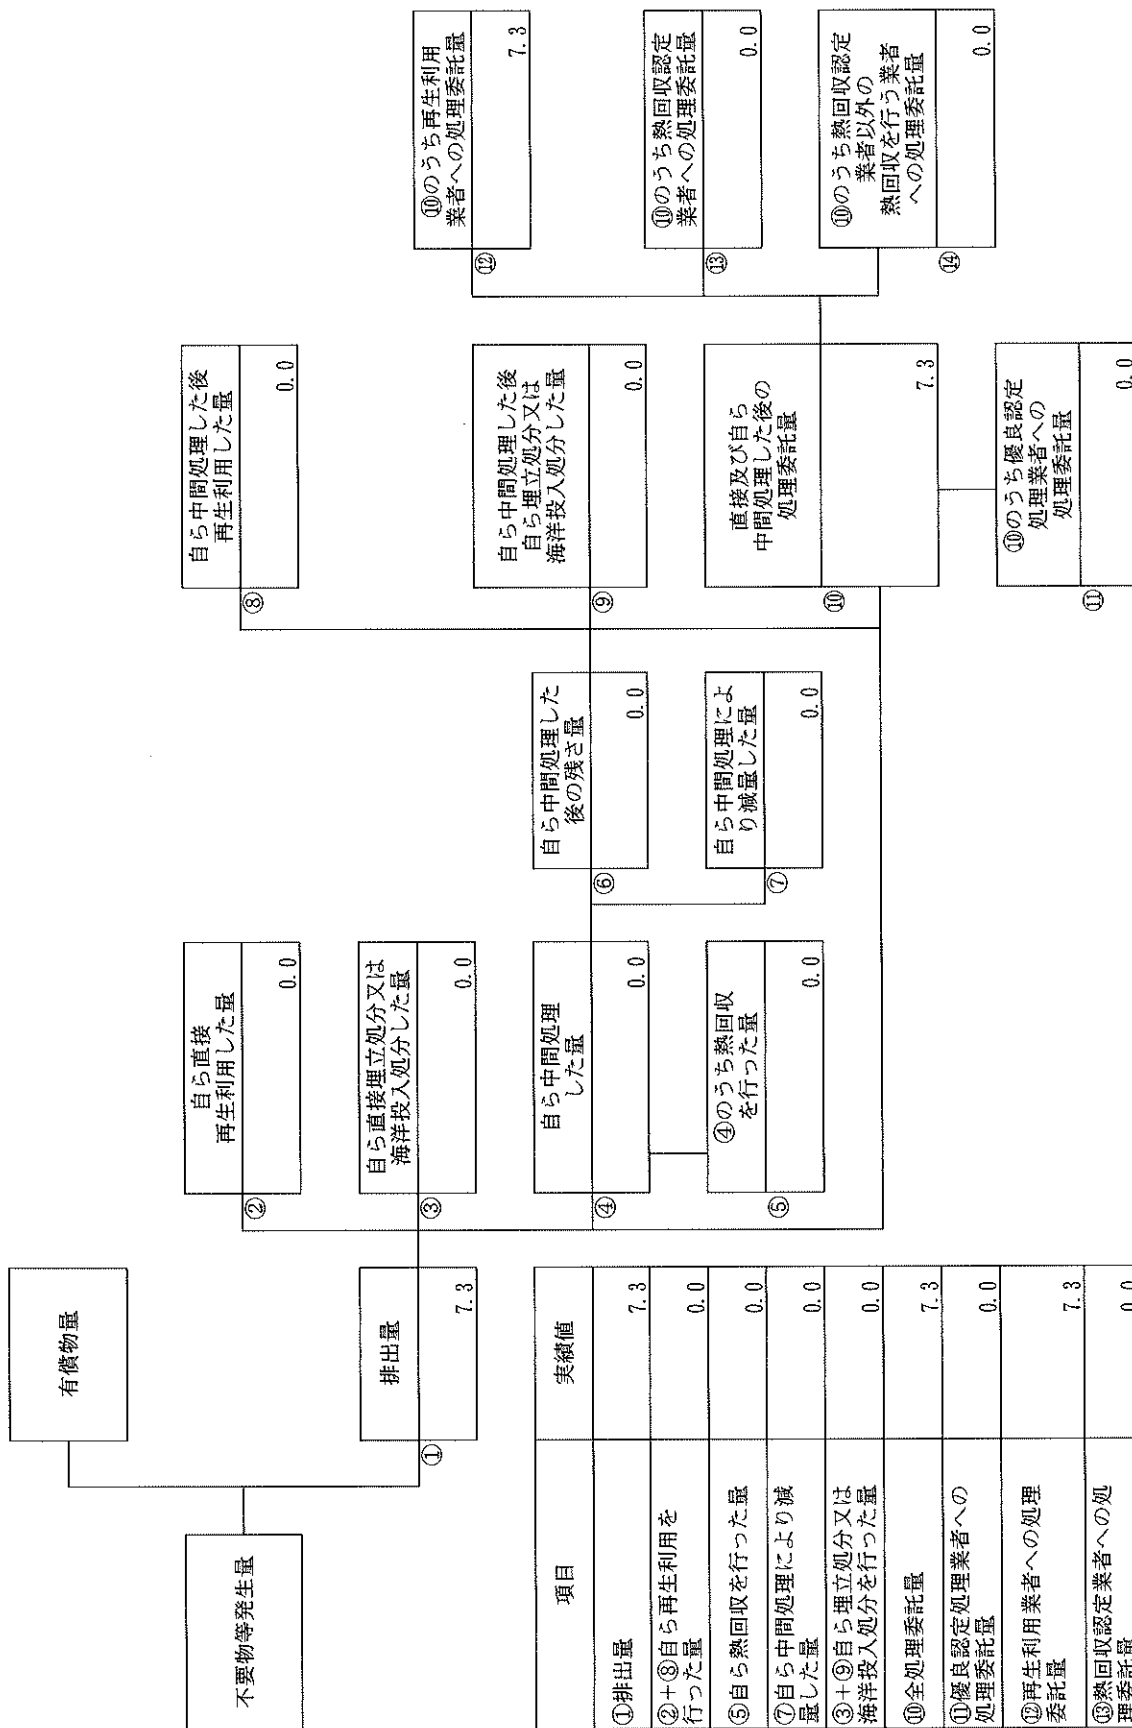 不要物等発生量
有償物量
①
排出量
7.3
②
自ら直接
再生利用した量
0.0
③
自ら直接埋立処分又は
海洋投入処分した量
0.0
④
自ら中間処理
した量
0.0
⑤
④のうち熱回収
を行った量
0.0
⑥
自ら中間処理した
後の残さ量
0.0
⑦
自ら中間処理によ
り減量した量
0.0
⑧
自ら中間処理した後
再生利用した量
0.0
⑨
自ら中間処理した後
自ら埋立処分又は
海洋投入処分した量
0.0
⑩
直接及び自ら
中間処理した後の
処理委託量
7.3
⑪
⑩のうち優良認定
処理業者への
処理委託量
0.0
⑫
⑩のうち再生利用
業者への処理委託量
7.3
⑬
⑩のうち熱回収認定
業者への処理委託量
0.0
⑭
⑩のうち熱回収認定
業者以外の
熱回収を行う業者
への処理委託量
0.0
項目 実績値
①排出量 7.3
②+⑧自ら再生利用を
行った量 0.0
⑤自ら熱回収を行った量 0.0
⑦自ら中間処理により減
量した量 0.0
③+⑨自ら埋立処分又は
海洋投入処分を行った量 0.0
⑩全処理委託量 7.3
⑪優良認定処理業者への
処理委託量 0.0
⑫再生利用業者への処理
委託量 7.3
⑬熱回収認定業者への処
理委託量 0.0